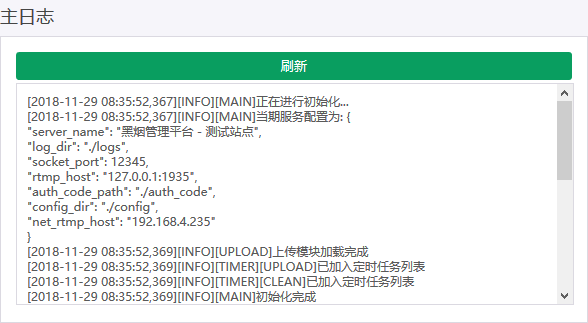 主日志
刷新
[2018-11-29 08:35:52,367][INFO][MAIN]正在进行初始化...
[2018-11-29 08:35:52,367][INFO][MAIN]当期服务配置为: {
"server_name": "黑烟管理平台 - 测试站点",
"log_dir": "./logs",
"socket_port": 12345,
"rtmp_host": "127.0.0.1:1935",
"auth_code_path": "./auth_code",
"config_dir": "./config",
"net_rtmp_host": "192.168.4.235"
}
[2018-11-29 08:35:52,369][INFO][UPLOAD]上传模块加载完成
[2018-11-29 08:35:52,369][INFO][TIMER][UPLOAD]已加入定时任务列表
[2018-11-29 08:35:52,369][INFO][TIMER][CLEAN]已加入定时任务列表
[2018-11-29 08:35:52,369][INFO][MAIN]初始化完成